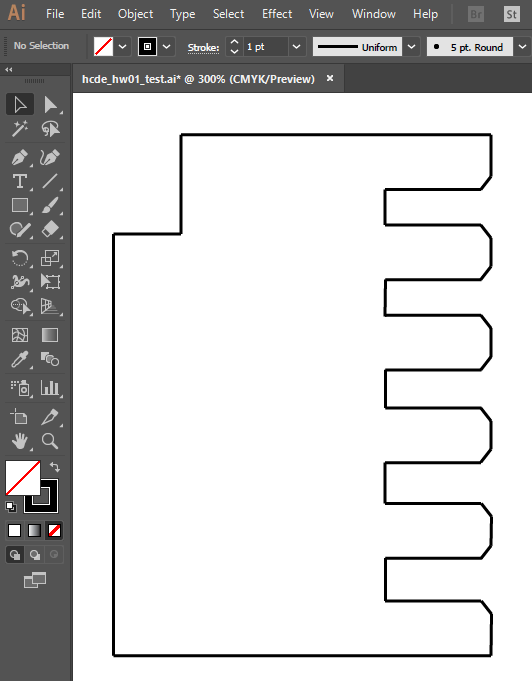 Ai File Edit Object Type Select Effect View Window Help Br St
No Selection Stroke: 1 pt Uniform 5 pt. Round
hcde_hw01_test.ai* @ 300% (CMYK/Preview) ×
T